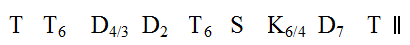 T T₆ D₄/₃ D₂ T₆ S K₆/₄ D₇ T ‖